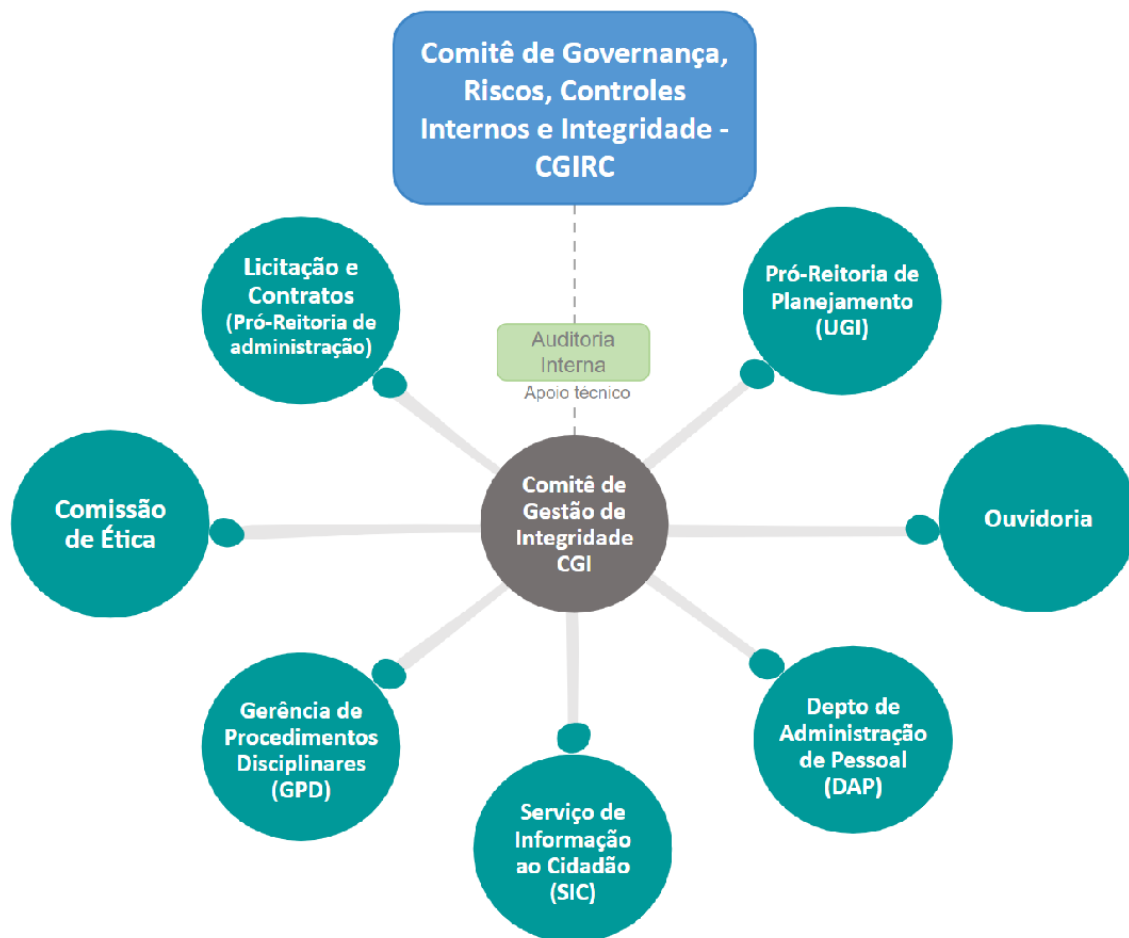 Comitê de Governança,
Riscos, Controles
Internos e Integridade -
CGIRC
Licitação e
Contratos
(Pró-Reitoria de
administração)
Pró-Reitoria de
Planejamento
(UGI)
Auditoria
Interna
Apoio técnico
Comitê de
Gestão de
Integridade
CGI
Comissão
de Ética
Ouvidoria
Gerência de
Procedimentos
Disciplinares
(GPD)
Depto de
Administração
de Pessoal
(DAP)
Serviço de
Informação
ao Cidadão
(SIC)